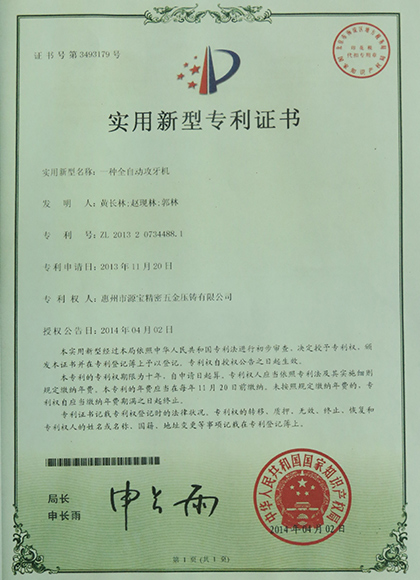 证书号第3493179号
实用新型专利证书
实用新型名称：一种全自动攻牙机
发 明 人：黄长林;赵现林;郭林
专 利 号：ZL 2013 2 0734488.1
专利申请日：2013年11月20日
专 利 权 人：惠州市源宝精密五金压铸有限公司
授权公告日：2014年04月02日
本实用新型经过本局依照中华人民共和国专利法进行初步审查，决定授予专利权，颁
发本证书并在专利登记簿上予以登记。专利权自授权公告之日起生效。
本专利的专利权期限为十年，自申请日起算。专利权人应当依照专利法及其实施细则
规定缴纳年费。本专利的年费应当在每年11月20日前缴纳。未按照规定缴纳年费的，专
利权自应当缴纳年费期满之日起终止。
专利证书记载专利权登记时的法律状况。专利权的转移、质押、无效、终止、恢复和
专利权人的姓名或名称、国籍、地址变更等事项记载在专利登记簿上。
局长
申长雨
申长雨
中华人民共和国国家知识产权局
2014年04月02日
第1页（共1页）